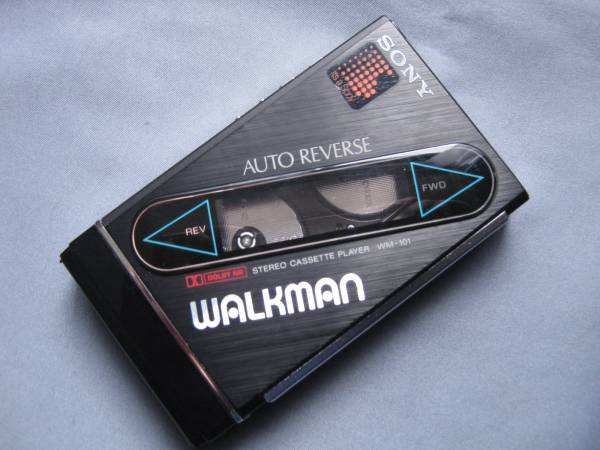 SONY
AUTO REVERSE
REV
FWD
DOLBY NR
STEREO CASSETTE PLAYER WM-101
WALKMAN